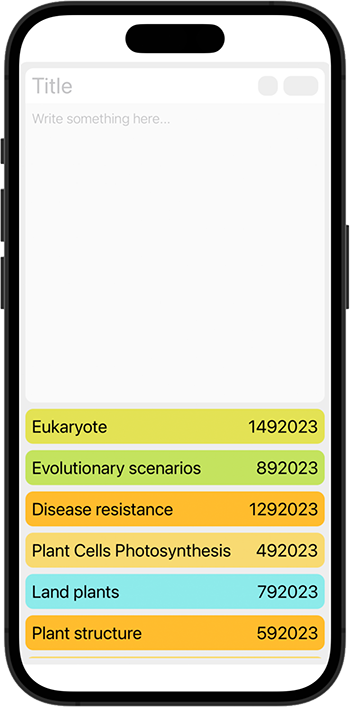 Title
Write something here...
Eukaryote 1492023
Evolutionary scenarios 892023
Disease resistance 1292023
Plant Cells Photosynthesis 492023
Land plants 792023
Plant structure 592023